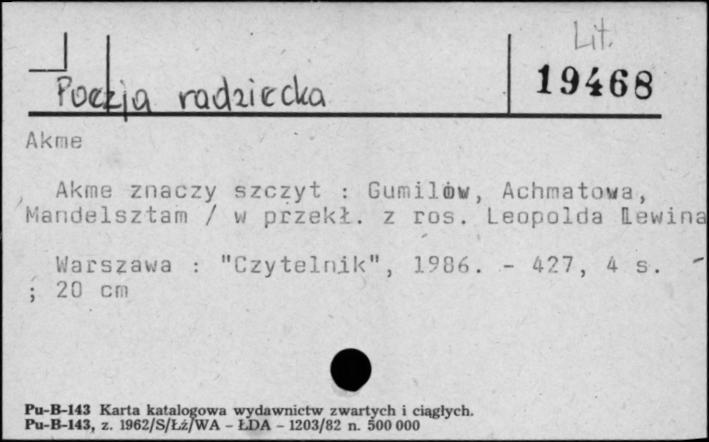 Lit.
19468
Poezja radziecka
Akme
Akme znaczy szczyt : Gumilow, Achmatowa,
Mandelsztam / w przekł. z ros. Leopolda Lewina
Warszawa : "Czytelnik", 1986. - 427, 4 s. -
; 20 cm
Pu-B-143 Karta katalogowa wydawnictw zwartych i ciągłych.
Pu-B-143, z. 1962/S/Łź/WA - ŁDA - 1203/82 n. 500 000